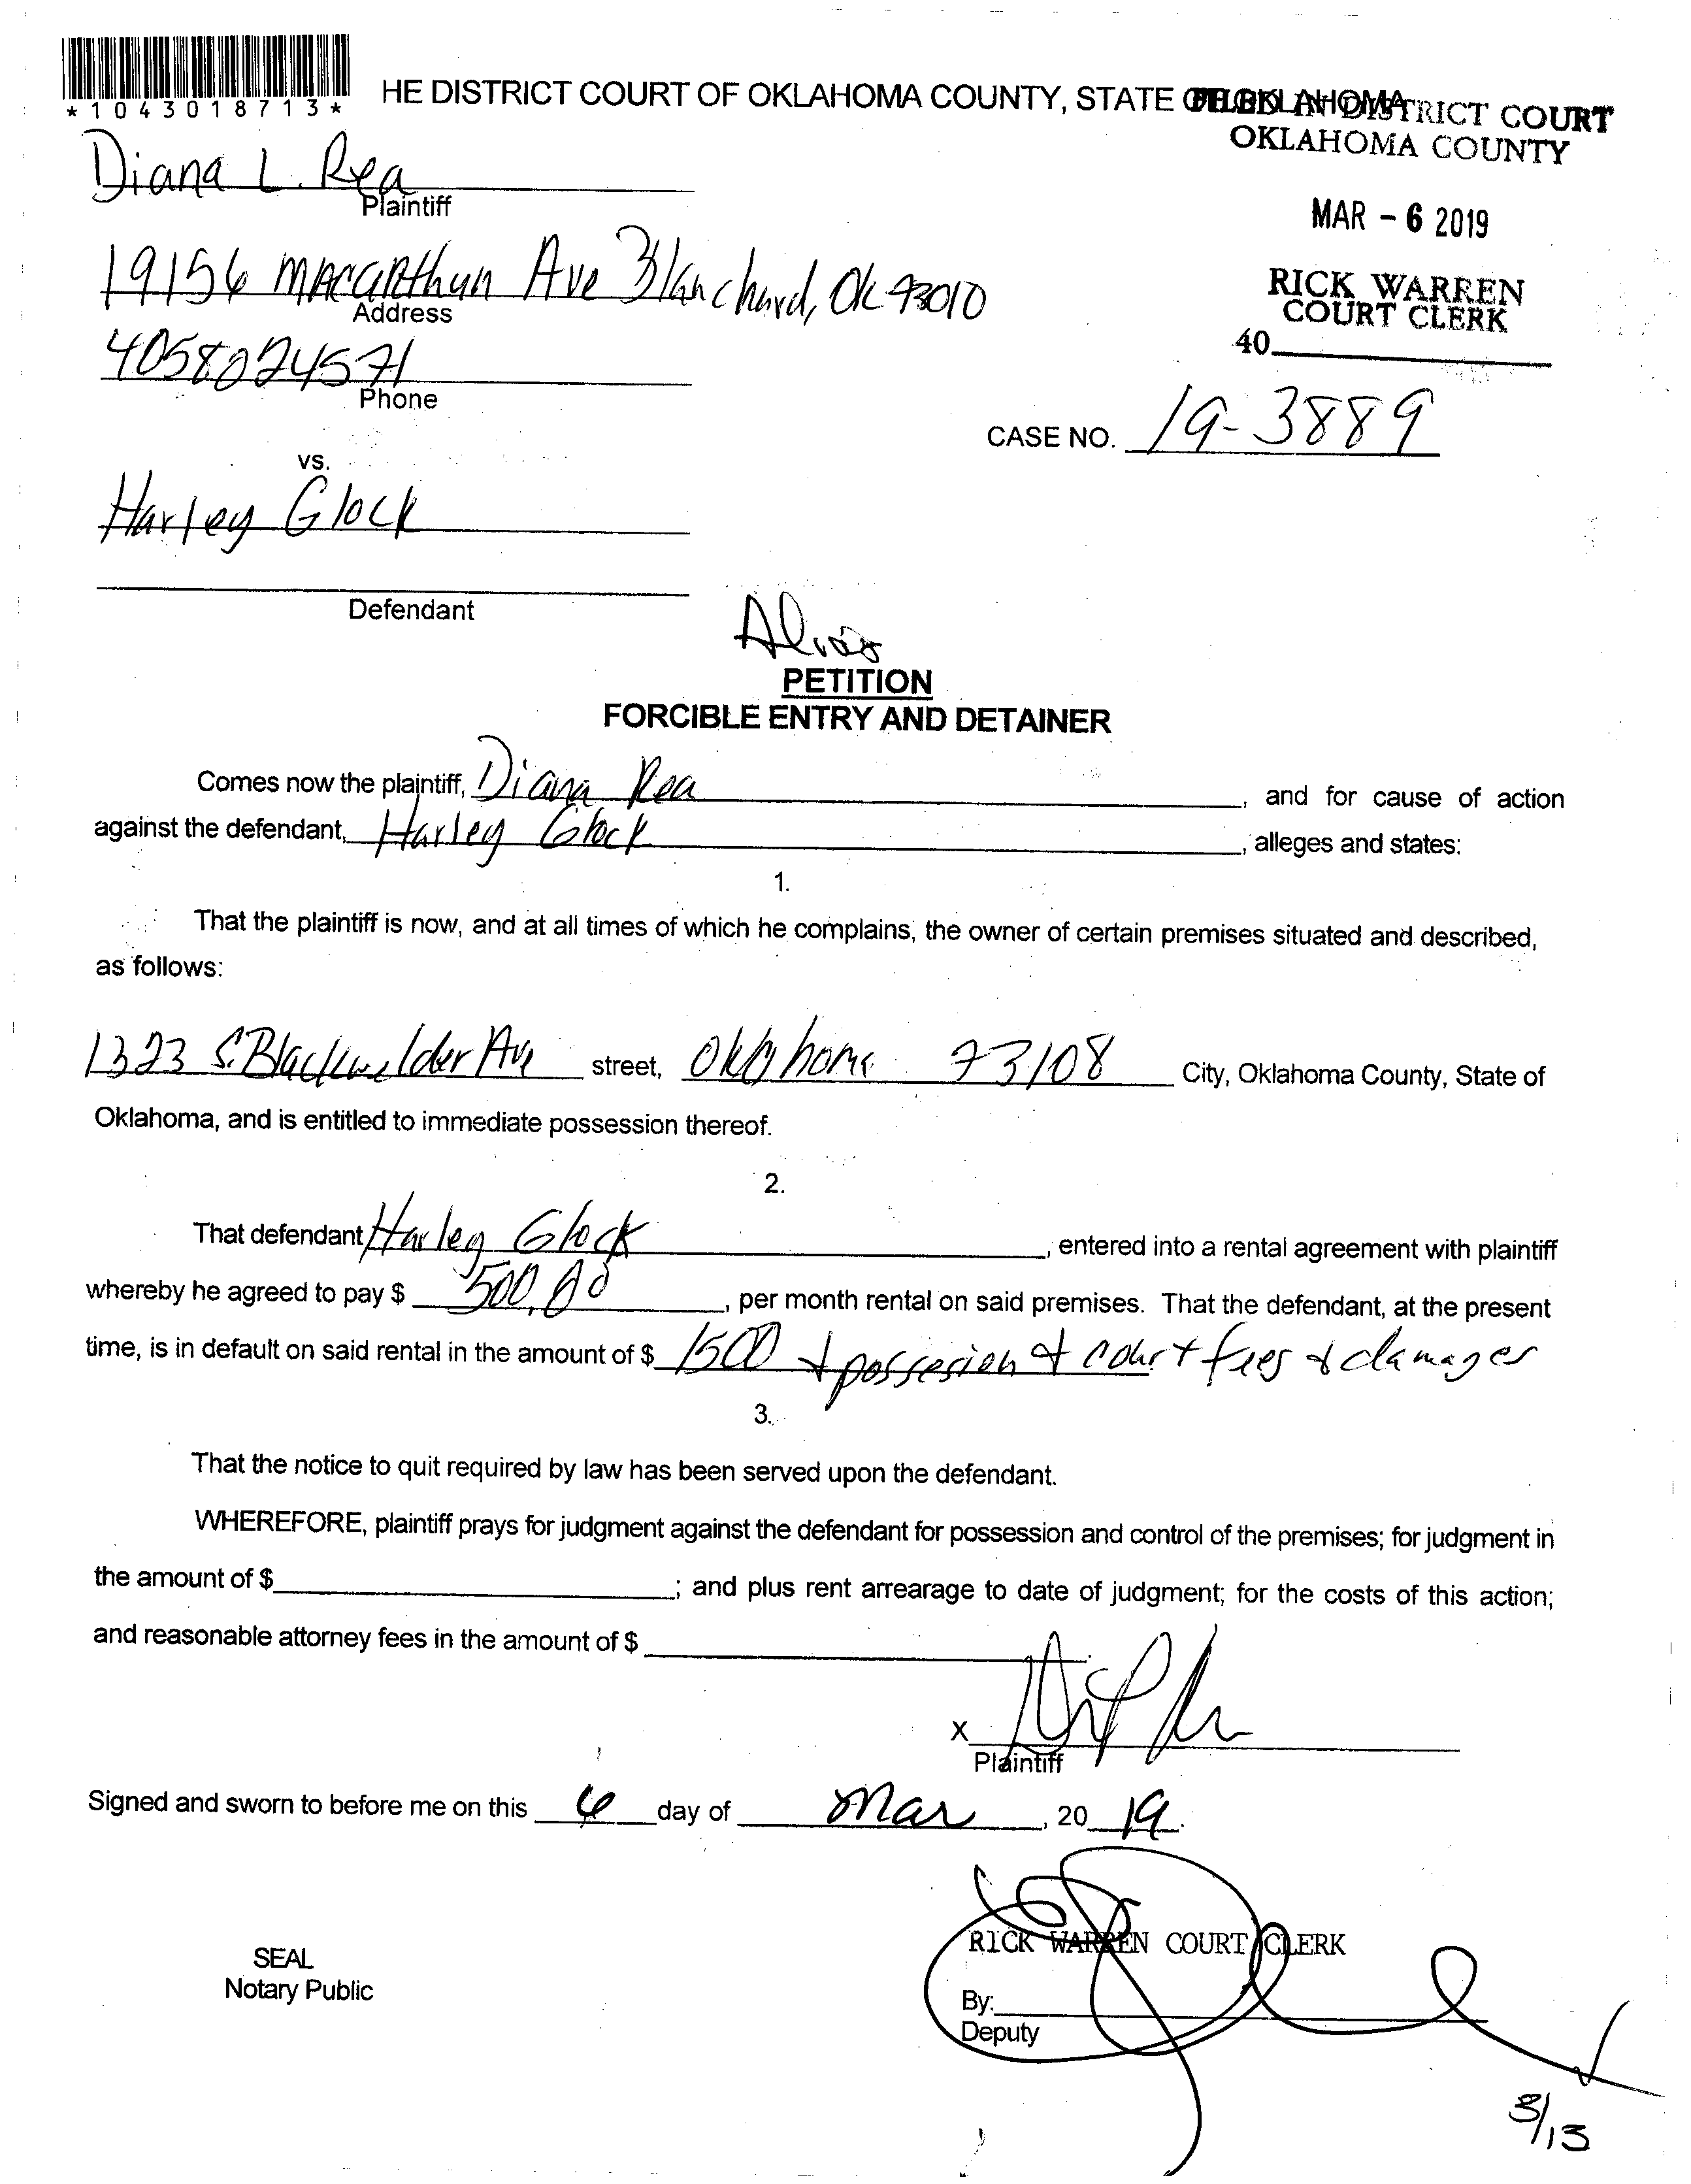 *1043018713*
HE DISTRICT COURT OF OKLAHOMA COUNTY, STATE OF OKLAHOMA
FILED IN DISTRICT COURT
OKLAHOMA COUNTY
Diana L. Rea
Plaintiff
MAR - 6 2019
19156 Macarthur Ave Blanchard, Ok 73010
Address
RICK WARREN
COURT CLERK
40
4058024571
Phone
CASE NO. 19-3889
vs.
Harley Glock
Defendant
Alias
PETITION
FORCIBLE ENTRY AND DETAINER
Comes now the plaintiff, Diana Rea, and for cause of action
against the defendant, Harley Glock, alleges and states:
1.
That the plaintiff is now, and at all times of which he complains, the owner of certain premises situated and described,
as follows:
1323 S. Blackwelder Ave street, Oklahoma 73108 City, Oklahoma County, State of
Oklahoma, and is entitled to immediate possession thereof.
2.
That defendant Harley Glock, entered into a rental agreement with plaintiff
whereby he agreed to pay $ 500.00, per month rental on said premises. That the defendant, at the present
time, is in default on said rental in the amount of $ 1500 + possesion + court fees & damages
3.
That the notice to quit required by law has been served upon the defendant.
WHEREFORE, plaintiff prays for judgment against the defendant for possession and control of the premises; for judgment in
the amount of $; and plus rent arrearage to date of judgment; for the costs of this action;
and reasonable attorney fees in the amount of $
X
Plaintiff
Signed and sworn to before me on this 6 day of Mar, 20 19.
RICK WARREN COURT CLERK
SEAL
Notary Public
By:
Deputy
3/13